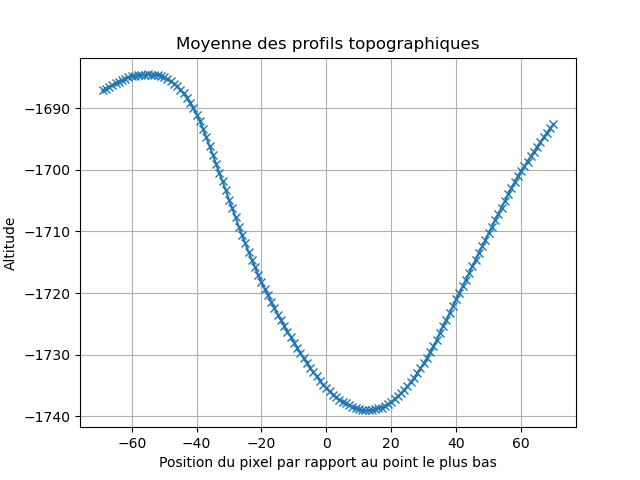 Moyenne des profils topographiques
Altitude
−1690
−1700
−1710
−1720
−1730
−1740
−60 −40 −20 0 20 40 60
Position du pixel par rapport au point le plus bas